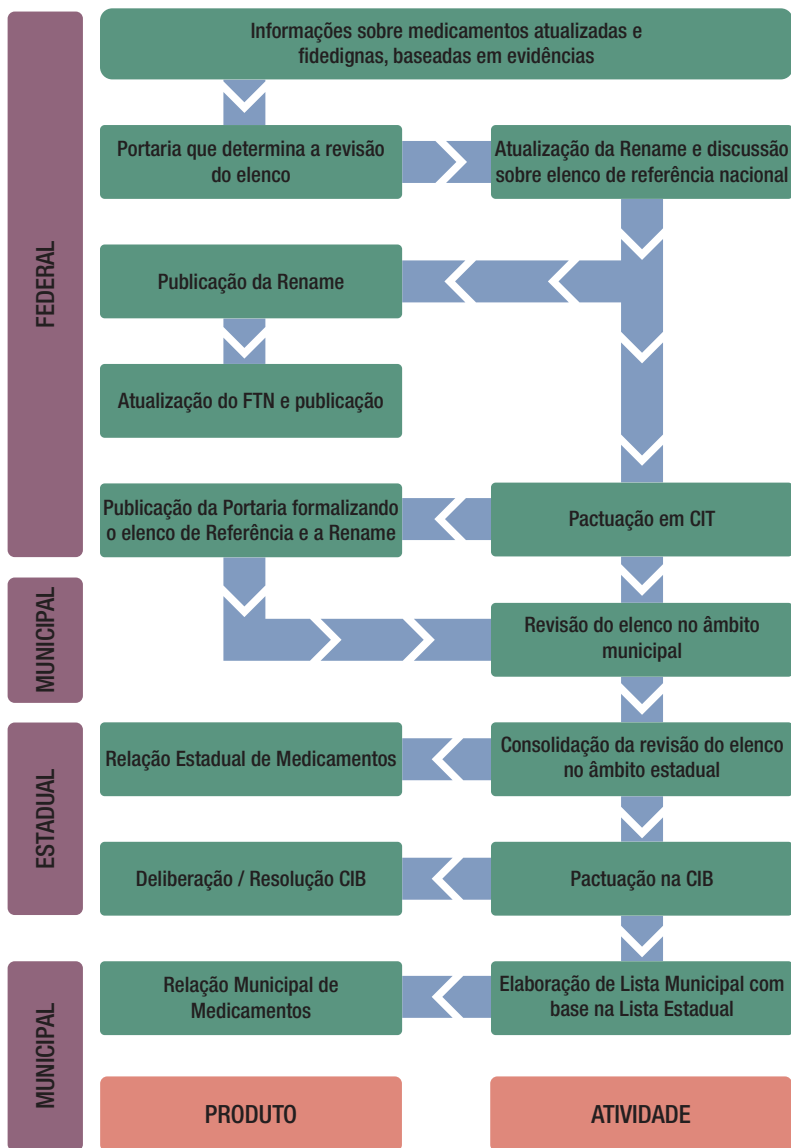 FEDERAL
Informações sobre medicamentos atualizadas e
fidedignas, baseadas em evidências
Portaria que determina a revisão
do elenco
Atualização da Rename e discussão
sobre elenco de referência nacional
Publicação da Rename
Atualização do FTN e publicação
Publicação da Portaria formalizando
o elenco de Referência e a Rename
Pactuação em CIT
MUNICIPAL
Revisão do elenco no âmbito
municipal
ESTADUAL
Relação Estadual de Medicamentos
Consolidação da revisão do elenco
no âmbito estadual
Deliberação / Resolução CIB
Pactuação na CIB
MUNICIPAL
Relação Municipal de
Medicamentos
Elaboração de Lista Municipal com
base na Lista Estadual
PRODUTO
ATIVIDADE